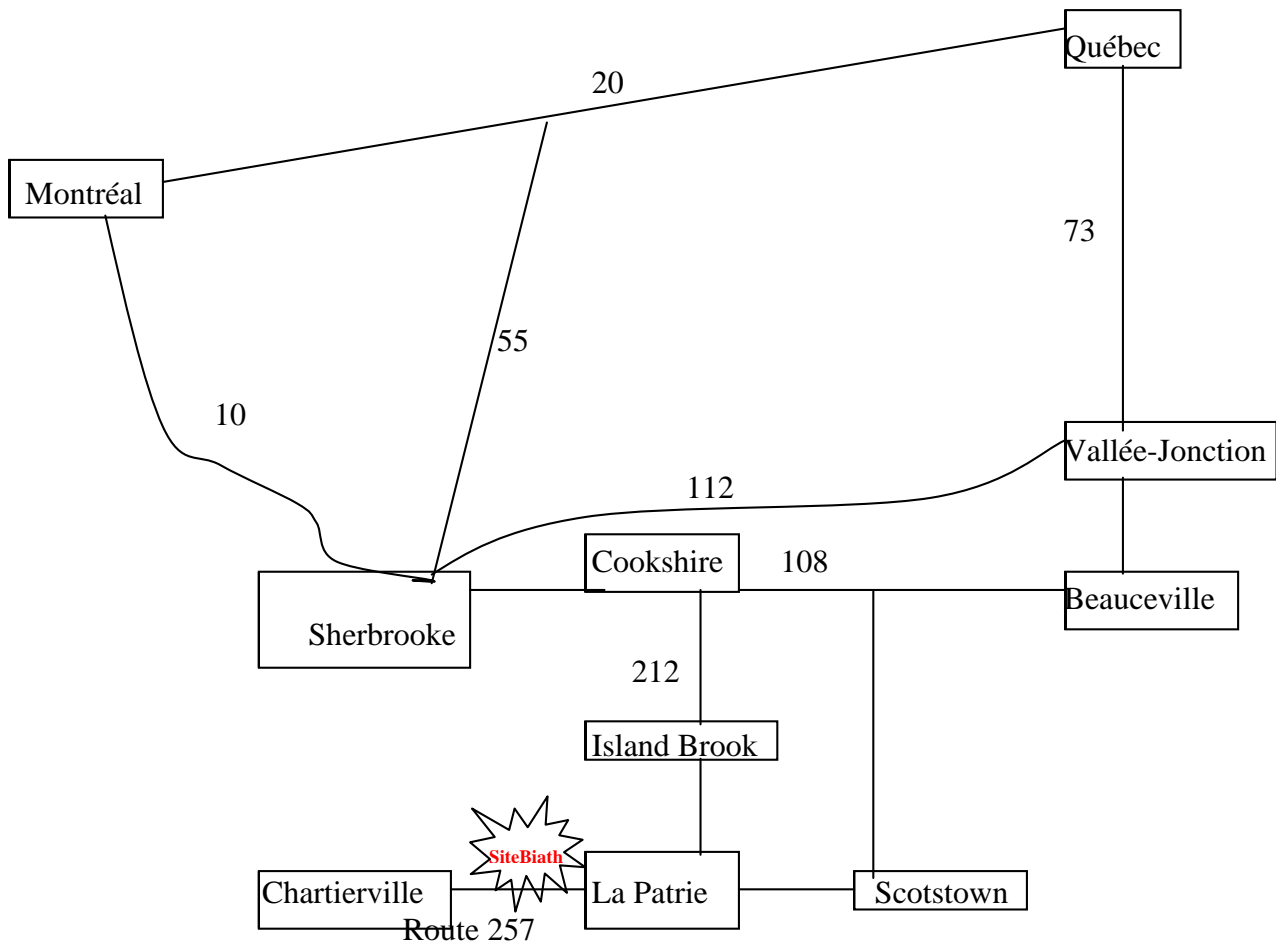 Québec
20
Montréal
73
55
10
Vallée-Jonction
112
Cookshire
108
Beauceville
Sherbrooke
212
Island Brook
SiteBiath
Chartierville
La Patrie
Scotstown
Route 257